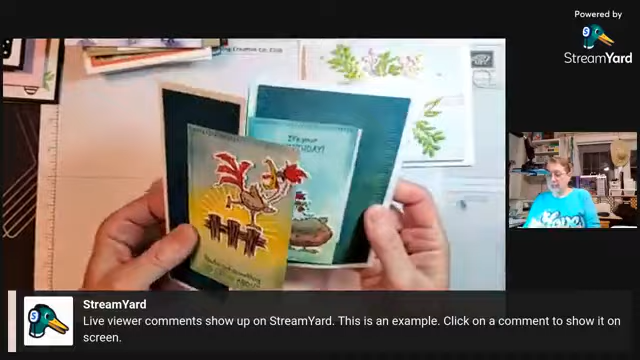 Powered by
StreamYard
It's your
BIRTHDAY!
StreamYard
Live viewer comments show up on StreamYard. This is an example. Click on a comment to show it on
screen.